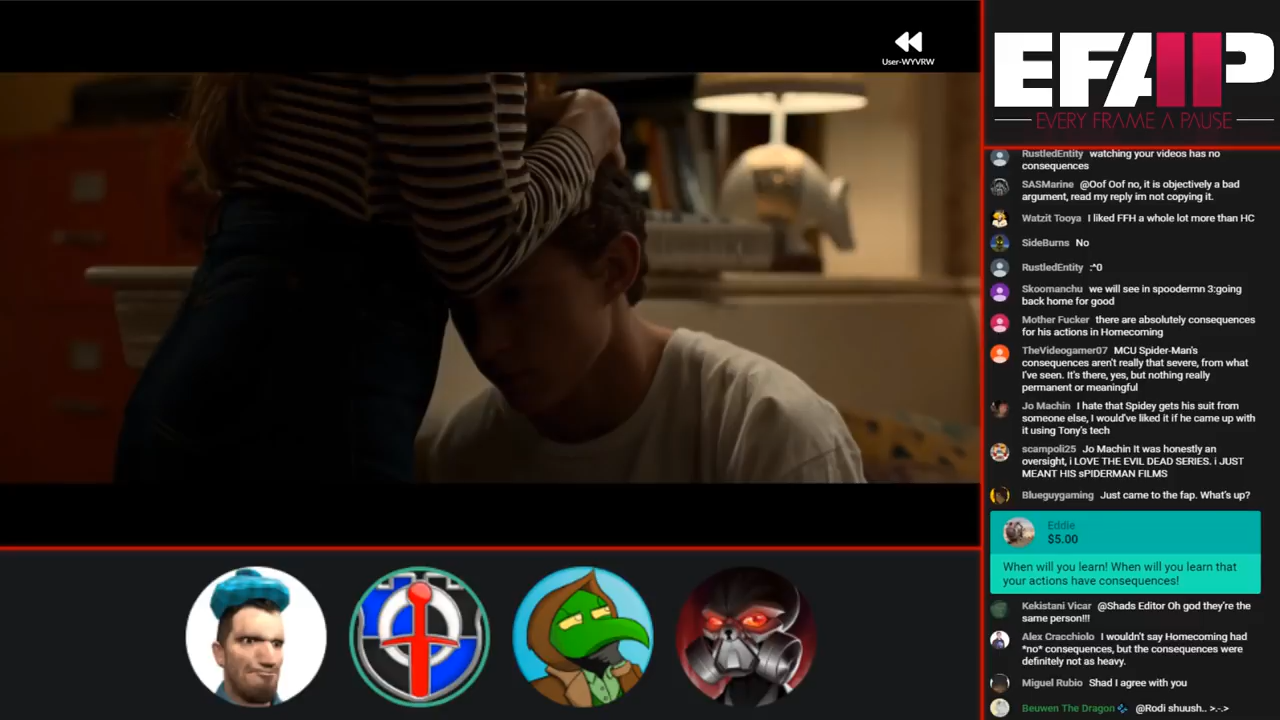 User-WYVRW
EFAP
EVERY FRAME A PAUSE
RustledEntity watching your videos has no
consequences
SASMarine @Oof Oof no, it is objectively a bad
argument, read my reply im not copying it.
Watzit Tooya I liked FFH a whole lot more than HC
SideBurns No
RustledEntity :^0
Skoomanchu we will see in spoodermn 3:going
back home for good
Mother Fucker there are absolutely consequences
for his actions in Homecoming
TheVideogamer07 MCU Spider-Man's
consequences aren't really that severe, from what
I've seen. It's there, yes, but nothing really
permanent or meaningful
Jo Machin I hate that Spidey gets his suit from
someone else, I would've liked it if he came up with
it using Tony's tech
scampoli25 Jo Machin It was honestly an
oversight, i LOVE THE EVIL DEAD SERIES. i JUST
MEANT HIS sPIDERMAN FILMS
Blueguygaming Just came to the fap. What's up?
Eddie
$5.00
When will you learn! When will you learn that
your actions have consequences!
Kekistani Vicar @Shads Editor Oh god they're the
same person!!!
Alex Cracchiolo I wouldn't say Homecoming had
*no* consequences, but the consequences were
definitely not as heavy.
Miguel Rubio Shad I agree with you
Beuwen The Dragon @Rodi shuush.. >.-.>